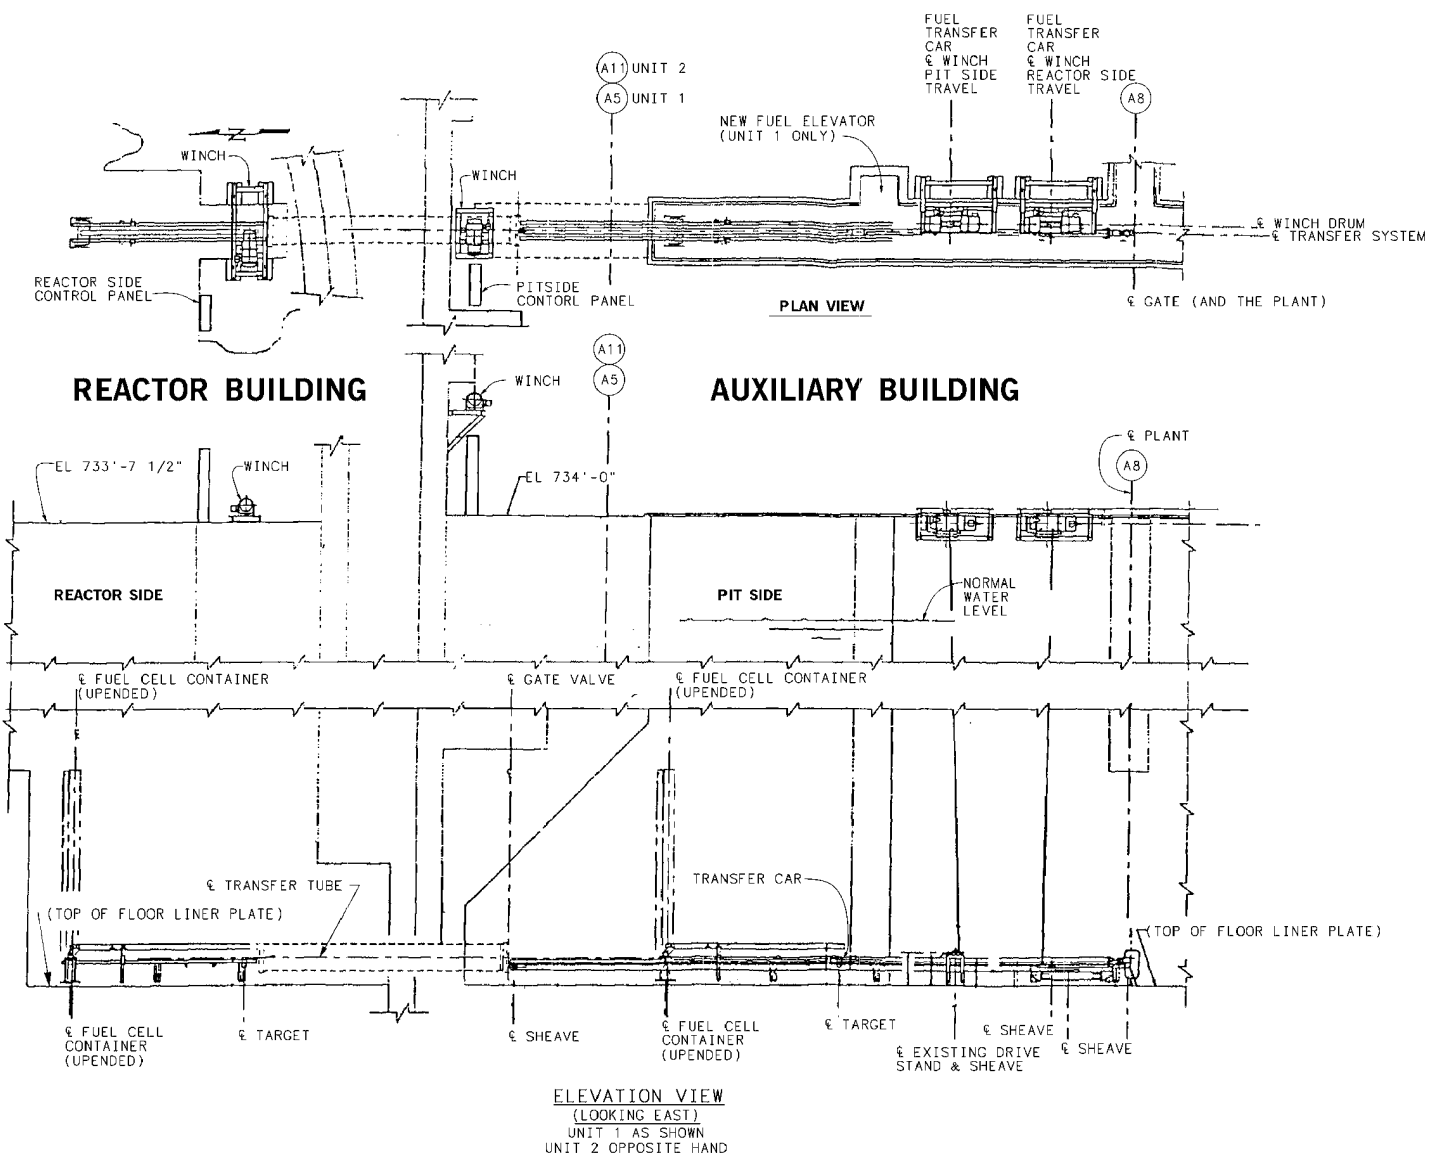 FUEL
TRANSFER
CAR
℄ WINCH
PIT SIDE
TRAVEL
FUEL
TRANSFER
CAR
℄ WINCH
REACTOR SIDE
TRAVEL
A11 UNIT 2
A5 UNIT 1
A8
NEW FUEL ELEVATOR
(UNIT 1 ONLY)
N
WINCH
WINCH
℄ WINCH DRUM
℄ TRANSFER SYSTEM
REACTOR SIDE
CONTROL PANEL
PITSIDE
CONTORL PANEL
PLAN VIEW
℄ GATE (AND THE PLANT)
A11
A5
WINCH
REACTOR BUILDING
AUXILIARY BUILDING
℄ PLANT
A8
EL 733'-7 1/2"
WINCH
EL 734'-0"
REACTOR SIDE
PIT SIDE
NORMAL
WATER
LEVEL
℄ FUEL CELL CONTAINER
(UPENDED)
℄ GATE VALVE
℄ FUEL CELL CONTAINER
(UPENDED)
℄ TRANSFER TUBE
TRANSFER CAR
(TOP OF FLOOR LINER PLATE)
(TOP OF FLOOR LINER PLATE)
℄ FUEL CELL
CONTAINER
(UPENDED)
℄ TARGET
℄ SHEAVE
℄ FUEL CELL
CONTAINER
(UPENDED)
℄ TARGET
℄ SHEAVE
℄ EXISTING DRIVE
STAND & SHEAVE
℄ SHEAVE
ELEVATION VIEW
(LOOKING EAST)
UNIT 1 AS SHOWN
UNIT 2 OPPOSITE HAND